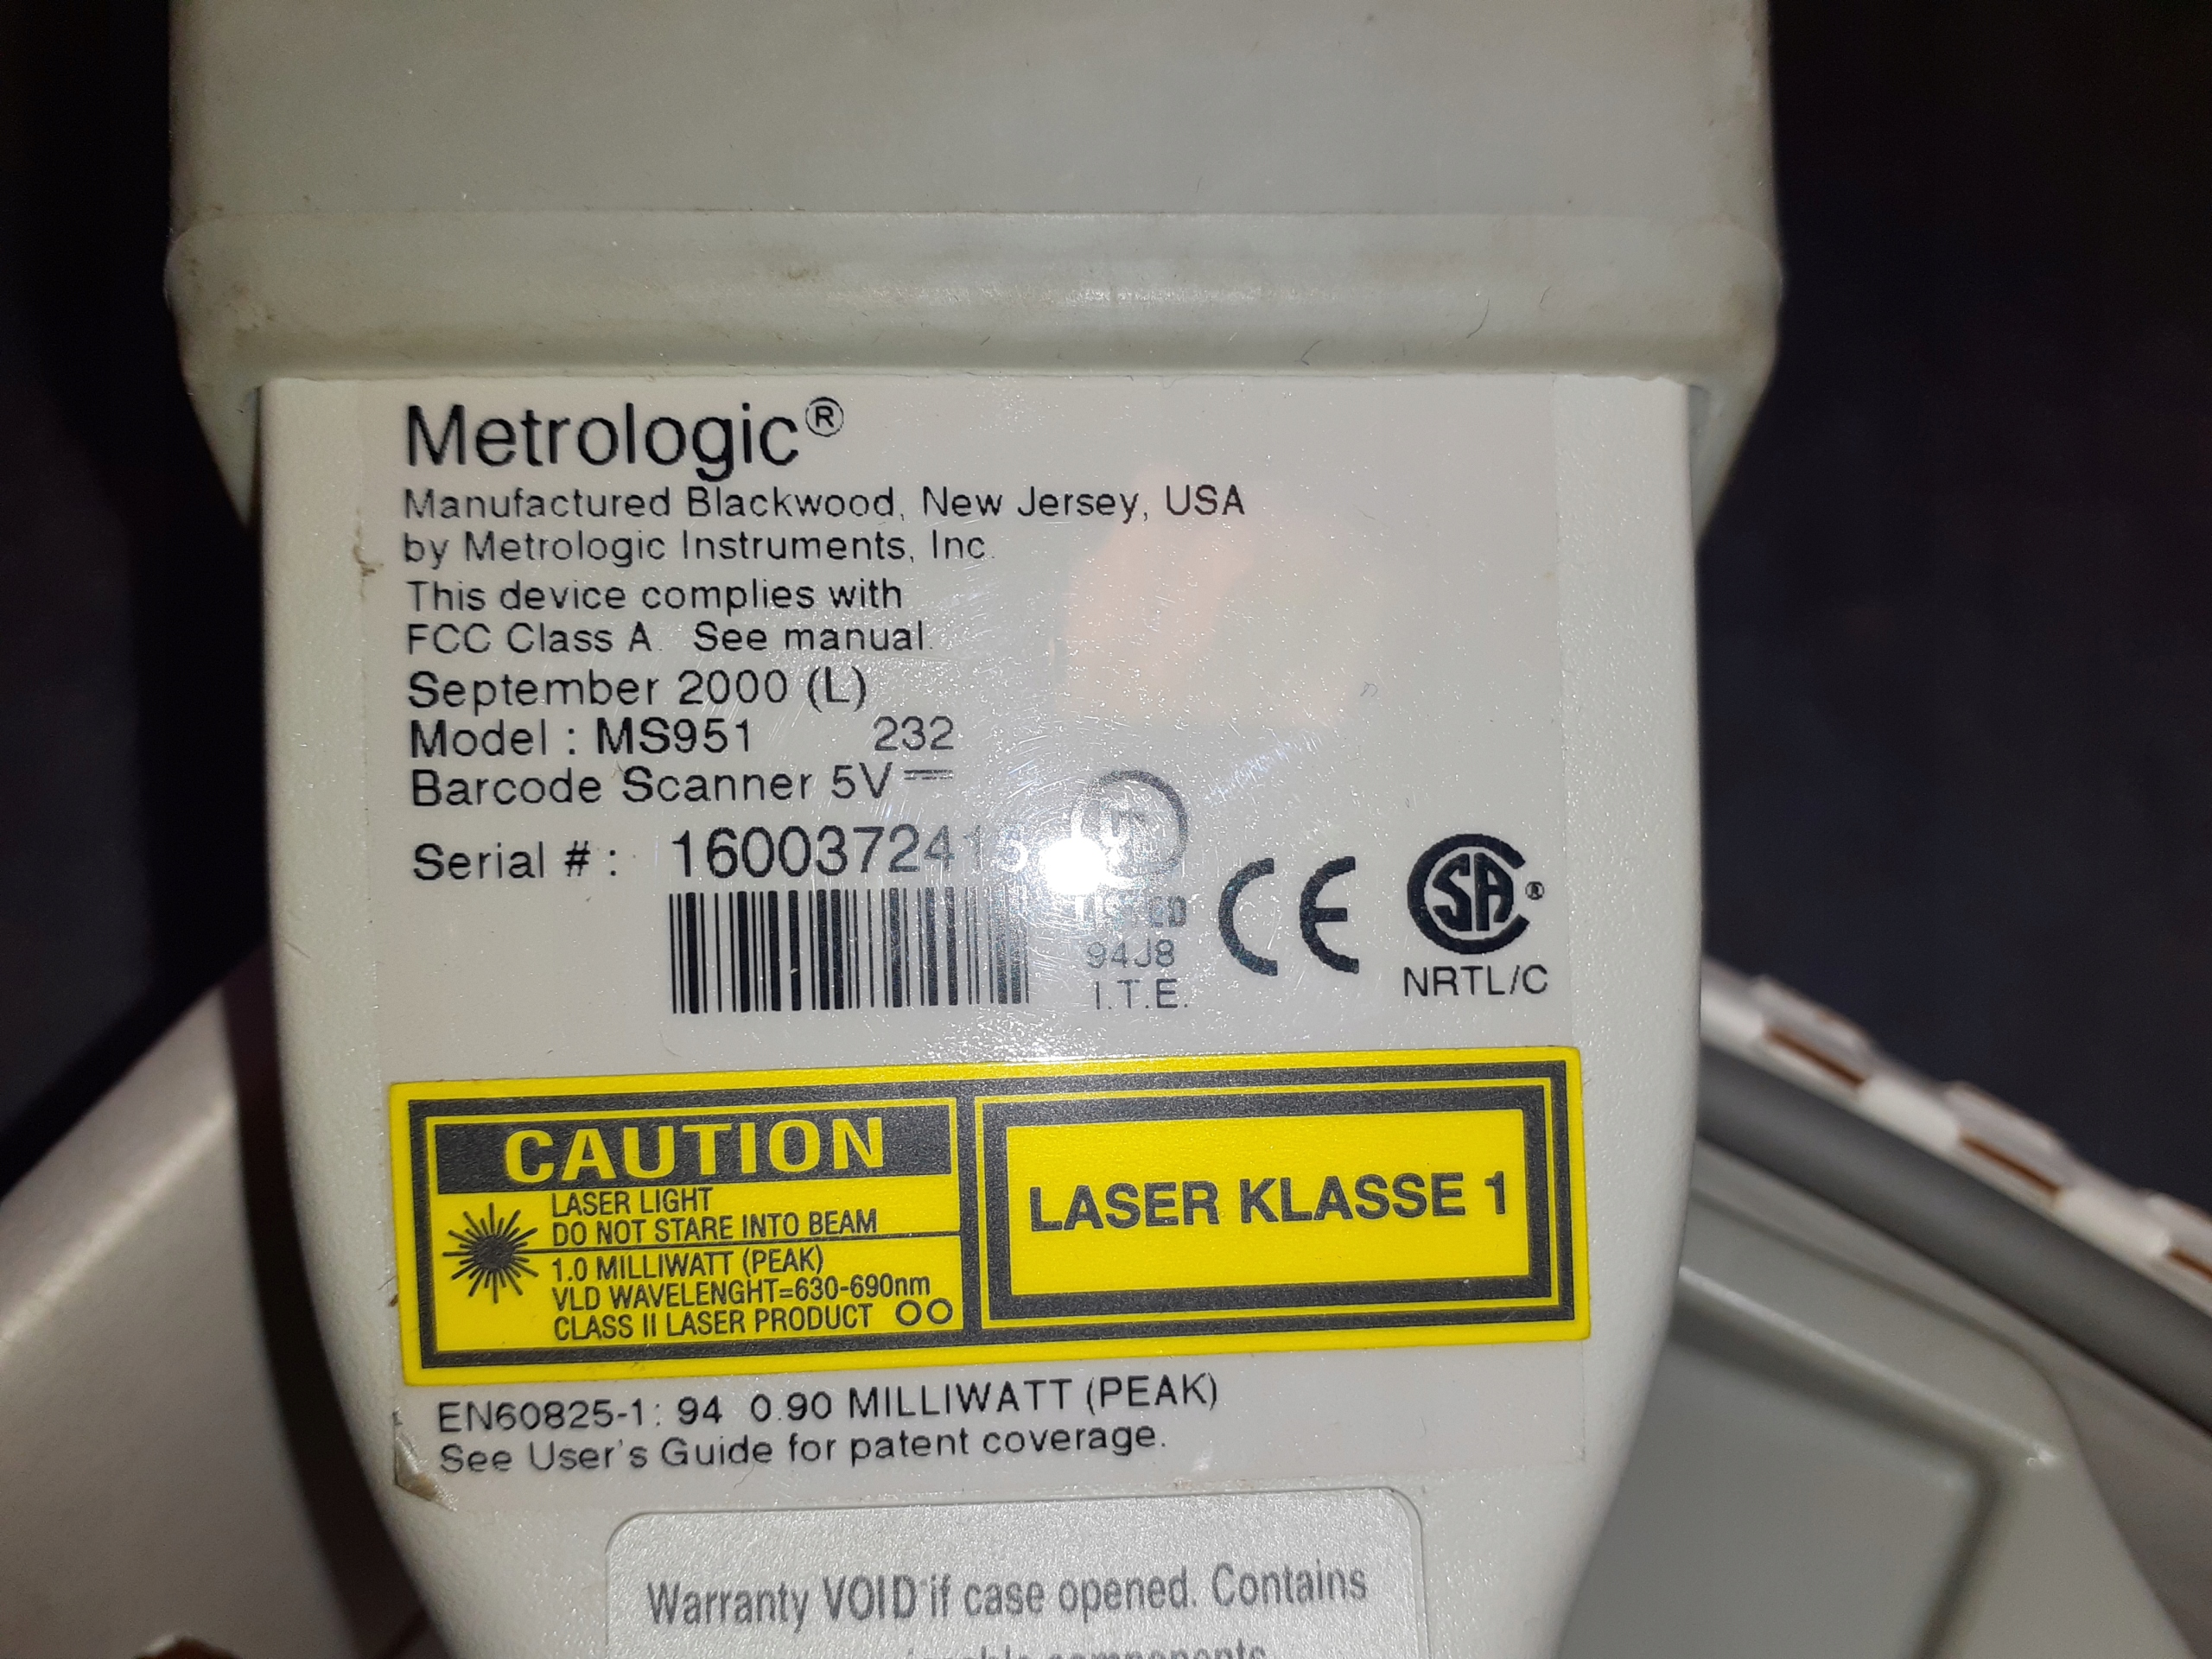 Metrologic®
Manufactured Blackwood, New Jersey, USA
by Metrologic Instruments, Inc.
This device complies with
FCC Class A. See manual.
September 2000 (L)
Model : MS951 232
Barcode Scanner 5V
Serial # :
LISTED
94J8
I.T.E.
CE
SA®
NRTL/C
CAUTION
LASER LIGHT
DO NOT STARE INTO BEAM
1.0 MILLIWATT (PEAK)
VLD WAVELENGHT=630-690nm
CLASS II LASER PRODUCT
LASER KLASSE 1
EN60825-1: 94 0.90 MILLIWATT (PEAK)
See User's Guide for patent coverage.
Warranty VOID if case opened. Contains
components